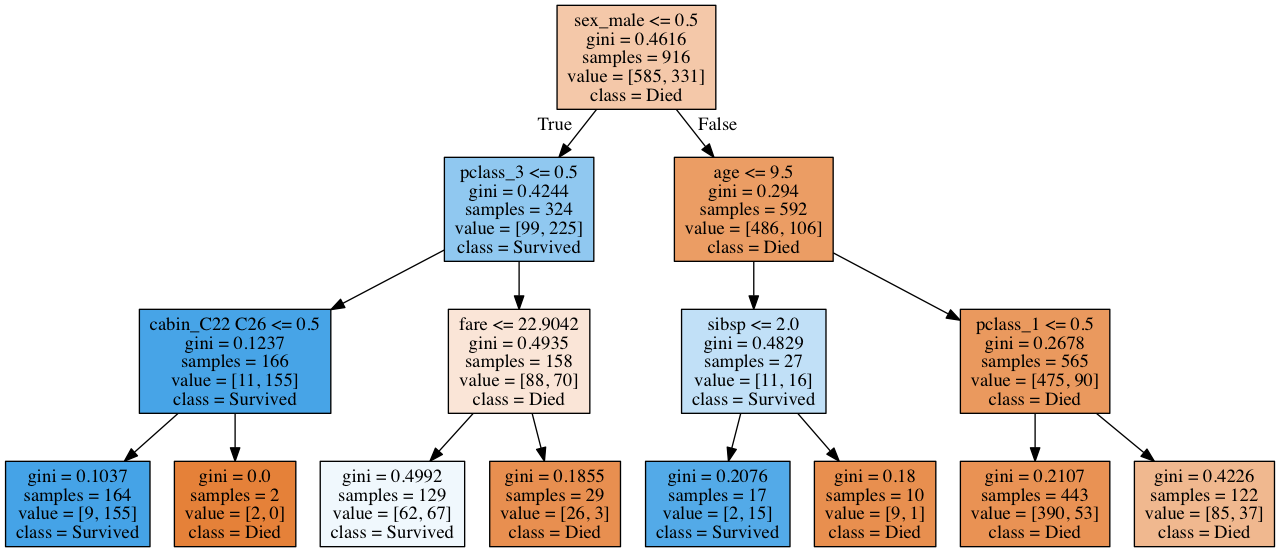 sex_male <= 0.5
gini = 0.4616
samples = 916
value = [585, 331]
class = Died
True
False
pclass_3 <= 0.5
gini = 0.4244
samples = 324
value = [99, 225]
class = Survived
age <= 9.5
gini = 0.294
samples = 592
value = [486, 106]
class = Died
cabin_C22 C26 <= 0.5
gini = 0.1237
samples = 166
value = [11, 155]
class = Survived
fare <= 22.9042
gini = 0.4935
samples = 158
value = [88, 70]
class = Died
sibsp <= 2.0
gini = 0.4829
samples = 27
value = [11, 16]
class = Survived
pclass_1 <= 0.5
gini = 0.2678
samples = 565
value = [475, 90]
class = Died
gini = 0.1037
samples = 164
value = [9, 155]
class = Survived
gini = 0.0
samples = 2
value = [2, 0]
class = Died
gini = 0.4992
samples = 129
value = [62, 67]
class = Survived
gini = 0.1855
samples = 29
value = [26, 3]
class = Died
gini = 0.2076
samples = 17
value = [2, 15]
class = Survived
gini = 0.18
samples = 10
value = [9, 1]
class = Died
gini = 0.2107
samples = 443
value = [390, 53]
class = Died
gini = 0.4226
samples = 122
value = [85, 37]
class = Died